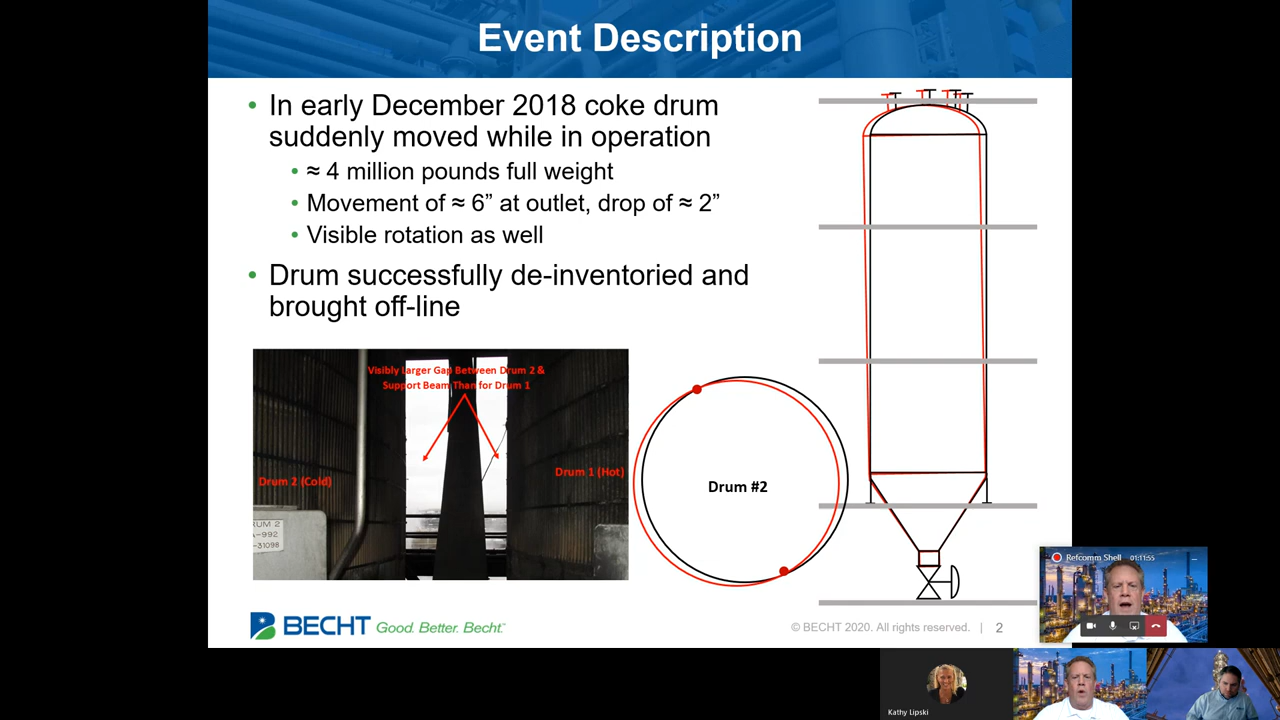 Event Description
• In early December 2018 coke drum
suddenly moved while in operation
• ≈ 4 million pounds full weight
• Movement of ≈ 6” at outlet, drop of ≈ 2”
• Visible rotation as well
• Drum successfully de-inventoried and
brought off-line
Visibly Larger Gap Between Drum 2 &
Support Beam Than for Drum 1
Drum 2 (Cold)
Drum 1 (Hot)
RUM 2
A-992
-31098
Drum #2
BECHT Good. Better. Becht.
© BECHT 2020. All rights reserved. | 2
Refcomm Shell 01:11:55
Kathy Lipski